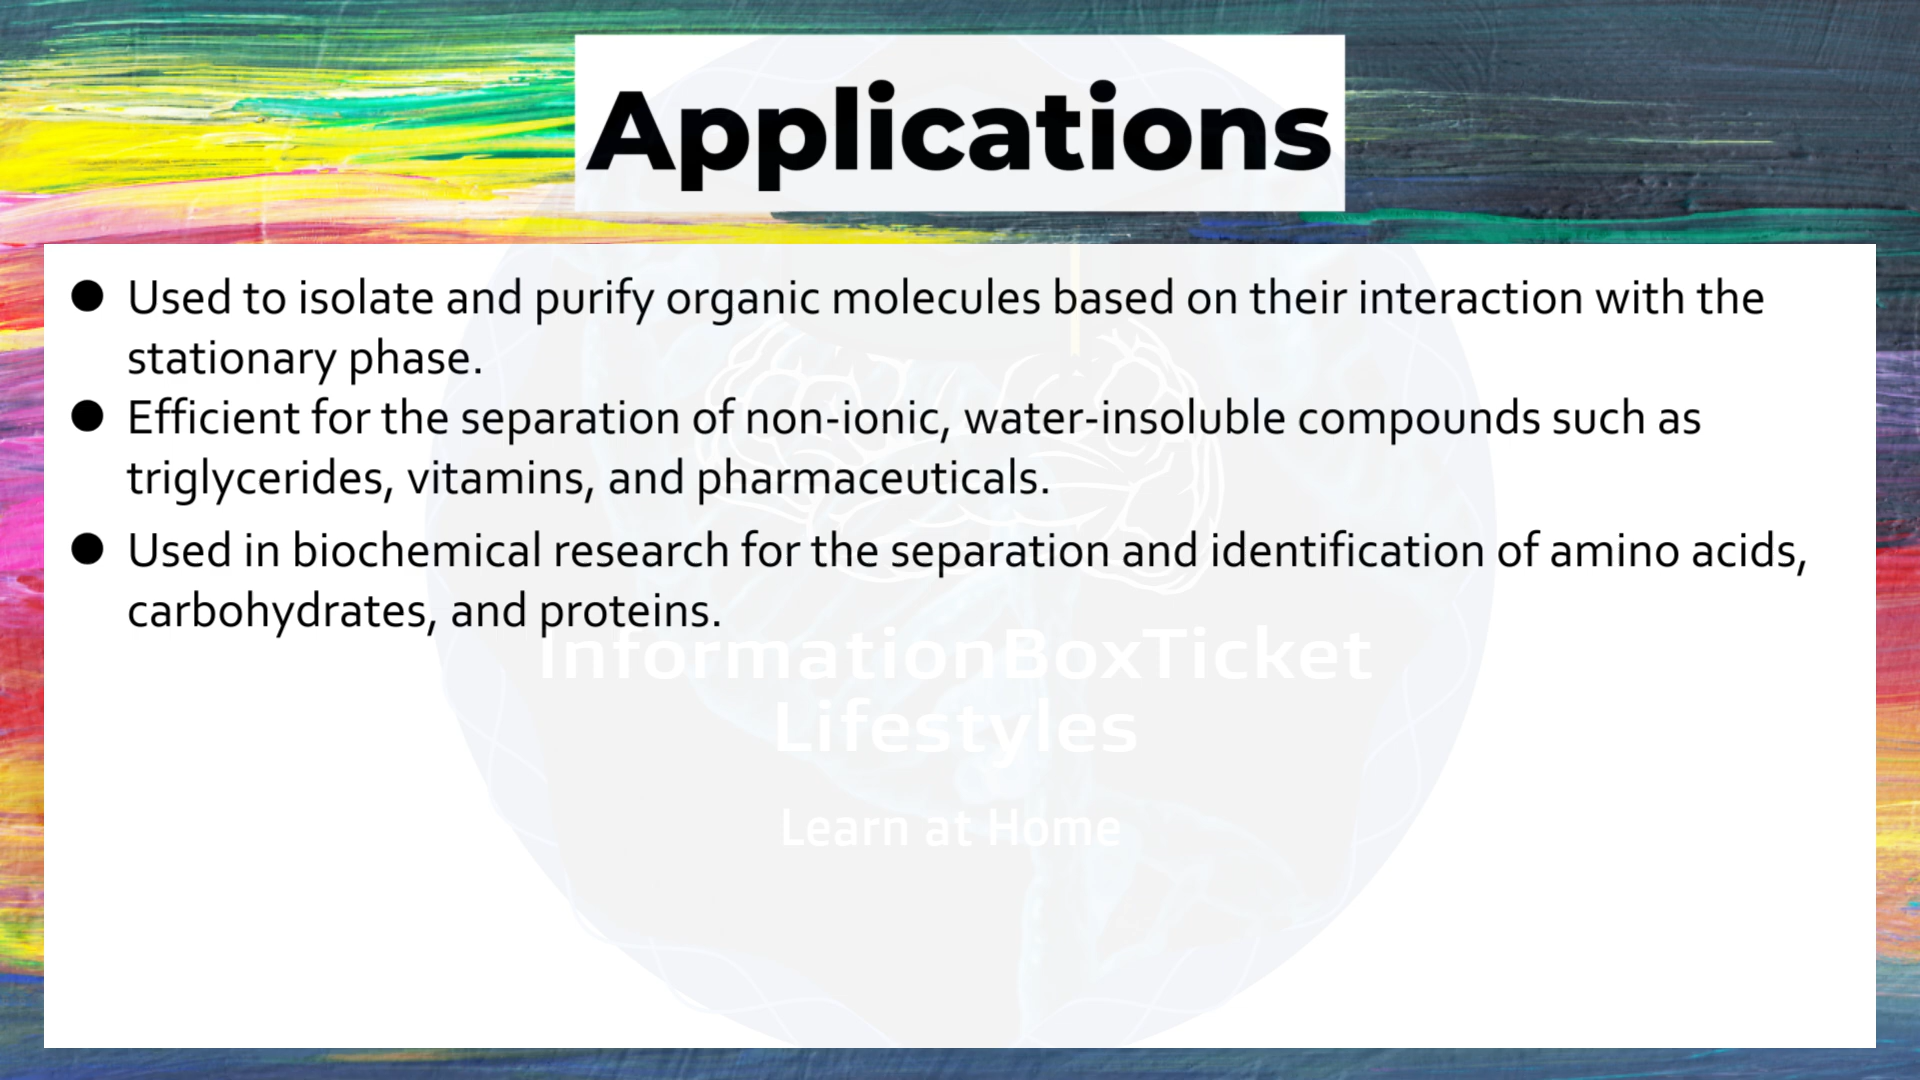 Applications
● Used to isolate and purify organic molecules based on their interaction with the
stationary phase.
● Efficient for the separation of non-ionic, water-insoluble compounds such as
triglycerides, vitamins, and pharmaceuticals.
● Used in biochemical research for the separation and identification of amino acids,
carbohydrates, and proteins.
InformationBoxTicket
Lifestyles
Learn at Home